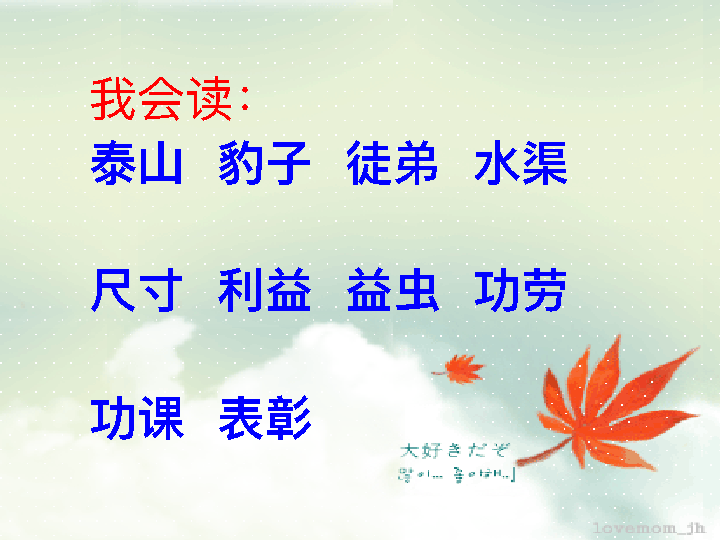 我会读：
泰山 豹子 徒弟 水渠
尺寸 利益 益虫 功劳
功课 表彰
大好きだぞ
lovemom_jh